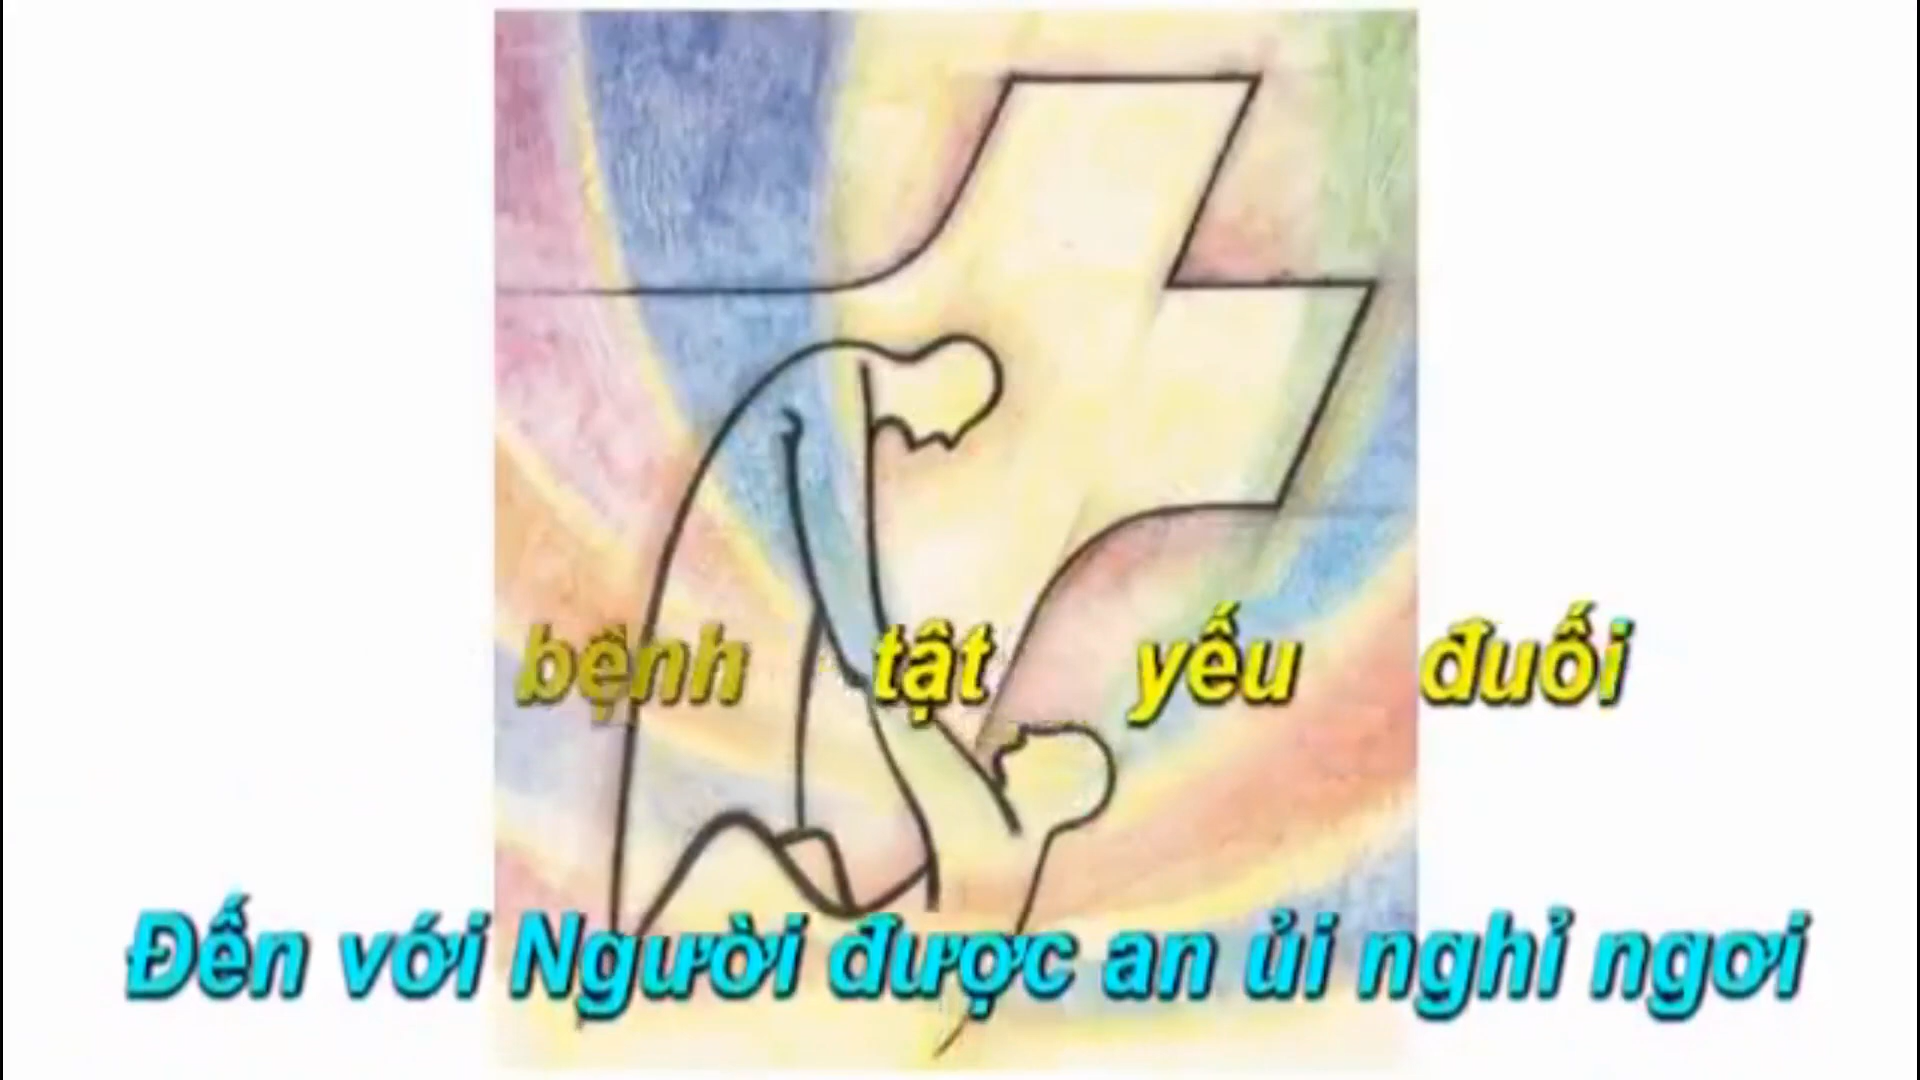 bệnh tật yếu đuối
Đến với Người được an ủi nghỉ ngơi